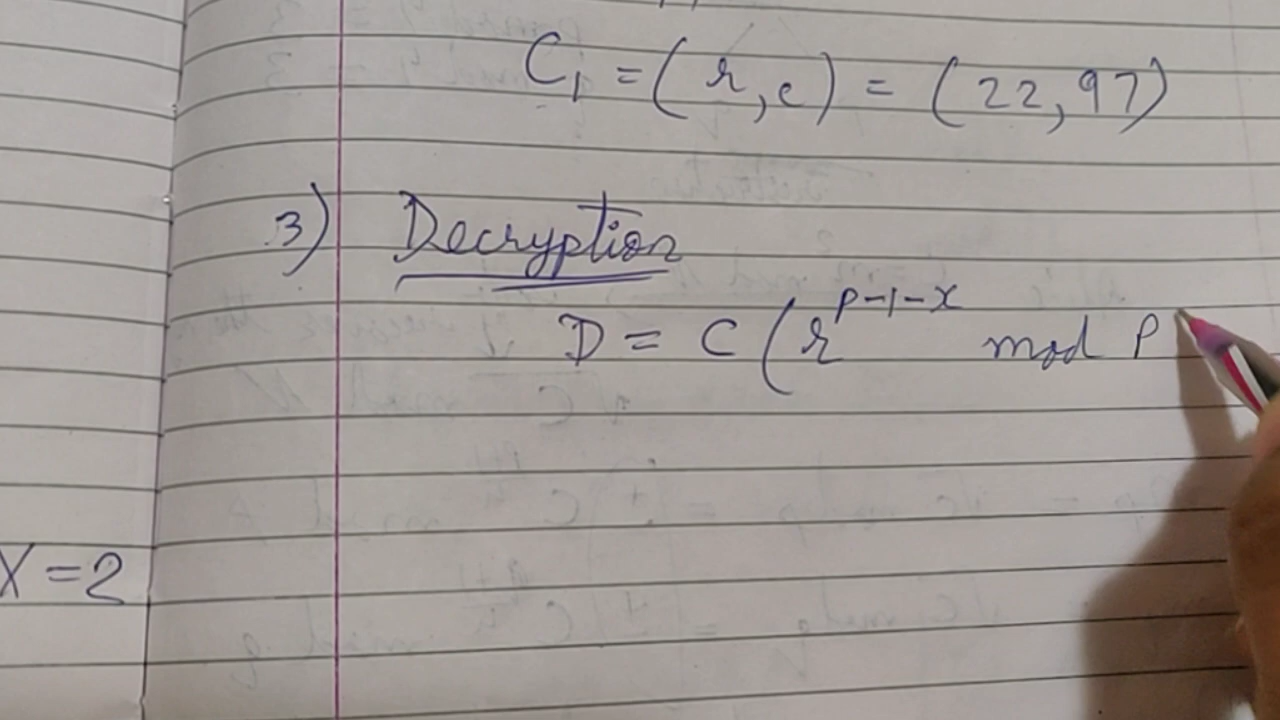 C₁ = (r, c) = (22, 97)
3) Decryption
D = C (r^{p-1-x} mod p
X = 2